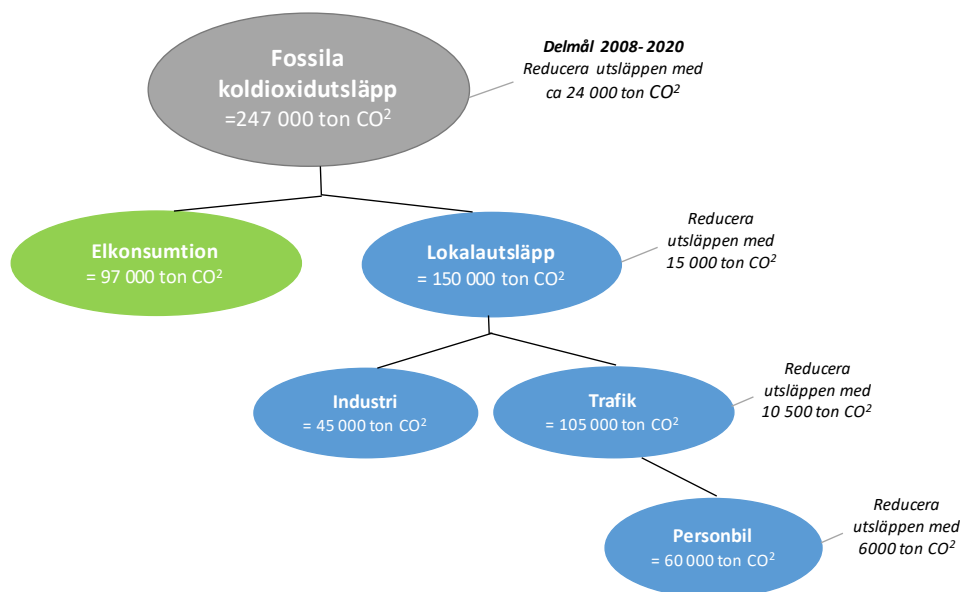 Fossila
koldioxidutsläpp
=247 000 ton CO²
Delmål 2008-2020
Reducera utsläppen med
ca 24 000 ton CO²
Elkonsumtion
= 97 000 ton CO²
Lokalautsläpp
= 150 000 ton CO²
Reducera
utsläppen med
15 000 ton CO²
Industri
= 45 000 ton CO²
Trafik
= 105 000 ton CO²
Reducera
utsläppen med
10 500 ton CO²
Personbil
= 60 000 ton CO²
Reducera
utsläppen med
6000 ton CO²